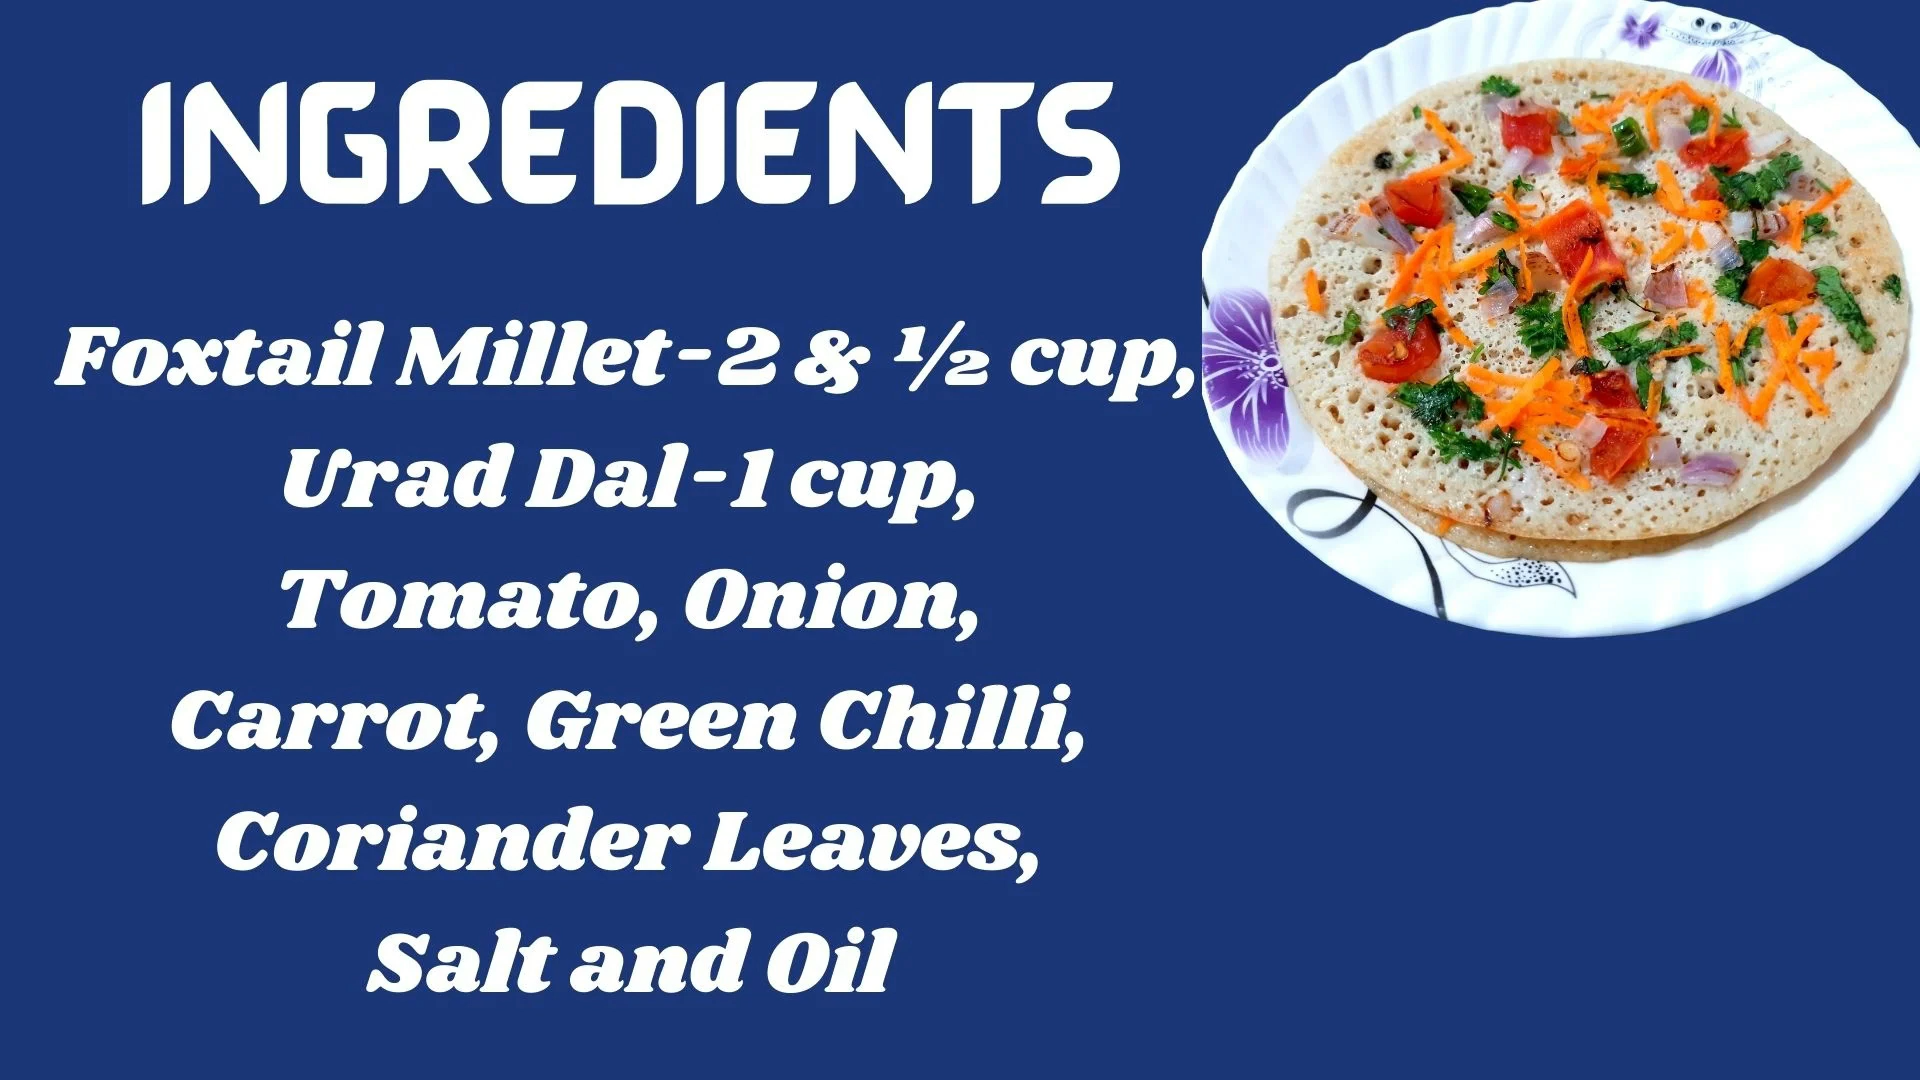 INGREDIENTS
Foxtail Millet-2 & ½ cup,
Urad Dal-1 cup,
Tomato, Onion,
Carrot, Green Chilli,
Coriander Leaves,
Salt and Oil